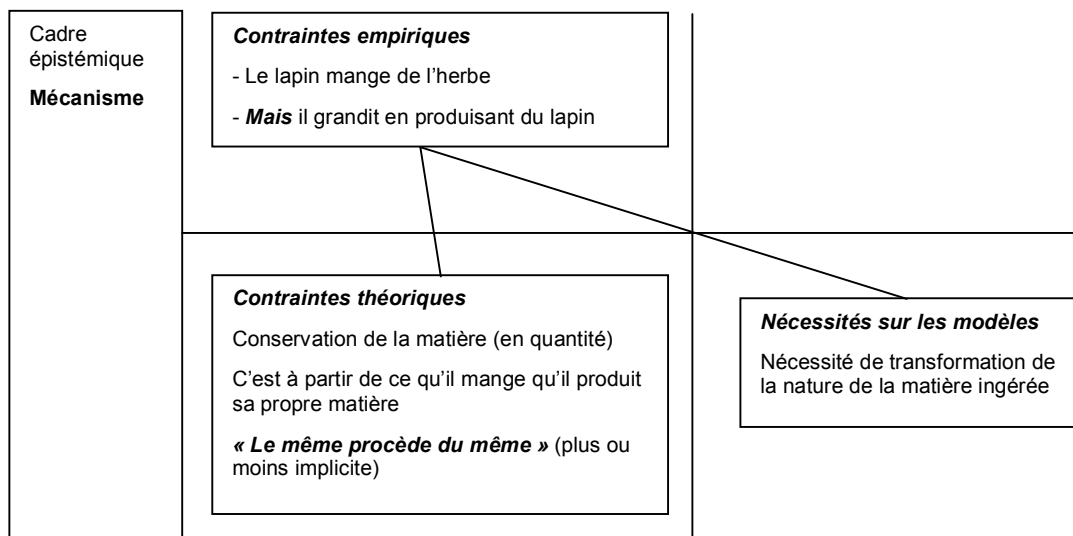 Cadre
épistémique
Mécanisme
Contraintes empiriques
- Le lapin mange de l’herbe
- Mais il grandit en produisant du lapin
Contraintes théoriques
Conservation de la matière (en quantité)
C’est à partir de ce qu’il mange qu’il produit
sa propre matière
« Le même procède du même » (plus ou
moins implicite)
Nécessités sur les modèles
Nécessité de transformation de
la nature de la matière ingérée